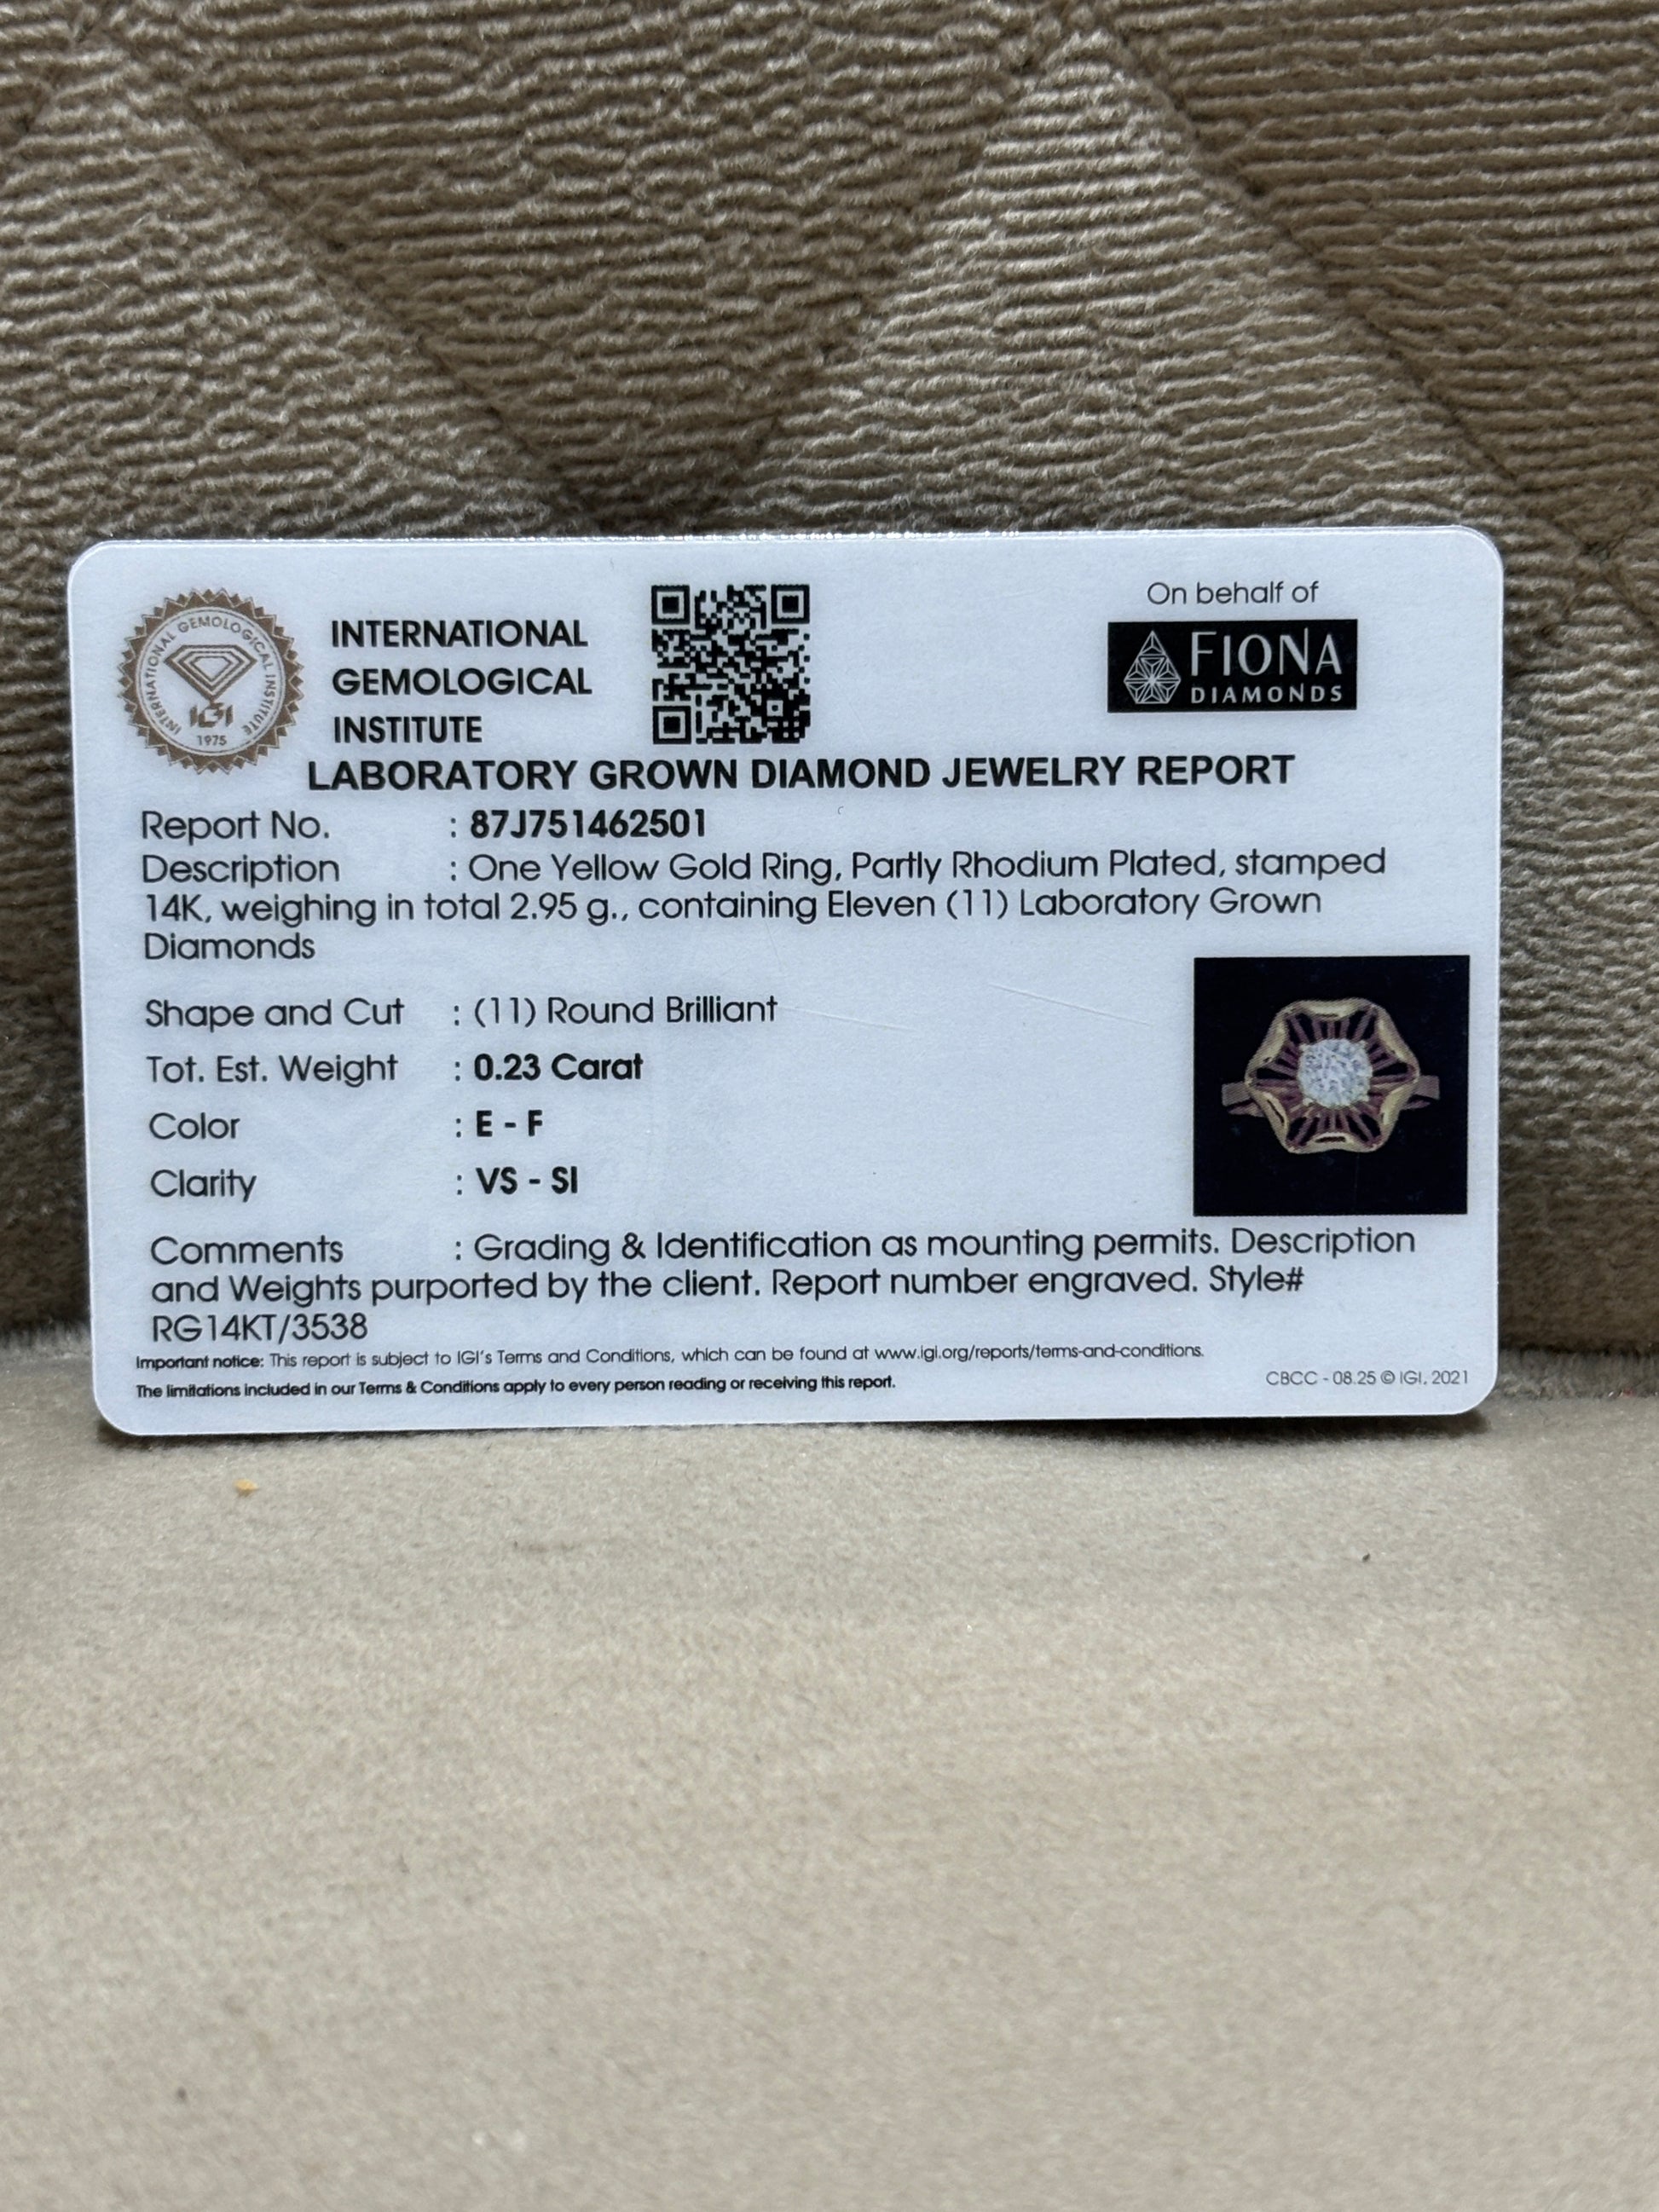 INTERNATIONAL GEMOLOGICAL INSTITUTE
IGI
1975
INTERNATIONAL
GEMOLOGICAL
INSTITUTE
On behalf of
FIONA
DIAMONDS
LABORATORY GROWN DIAMOND JEWELRY REPORT
Report No. : 87J751462501
Description : One Yellow Gold Ring, Partly Rhodium Plated, stamped
14K, weighing in total 2.95 g., containing Eleven (11) Laboratory Grown
Diamonds
Shape and Cut : (11) Round Brilliant
Tot. Est. Weight : 0.23 Carat
Color : E - F
Clarity : VS - SI
Comments : Grading & Identification as mounting permits. Description
and Weights purported by the client. Report number engraved. Style#
RG14KT/3538
Important notice: This report is subject to IGI's Terms and Conditions, which can be found at www.igi.org/reports/terms-and-conditions.
The limitations included in our Terms & Conditions apply to every person reading or receiving this report.
CBCC - 08.25 © IGI, 2021